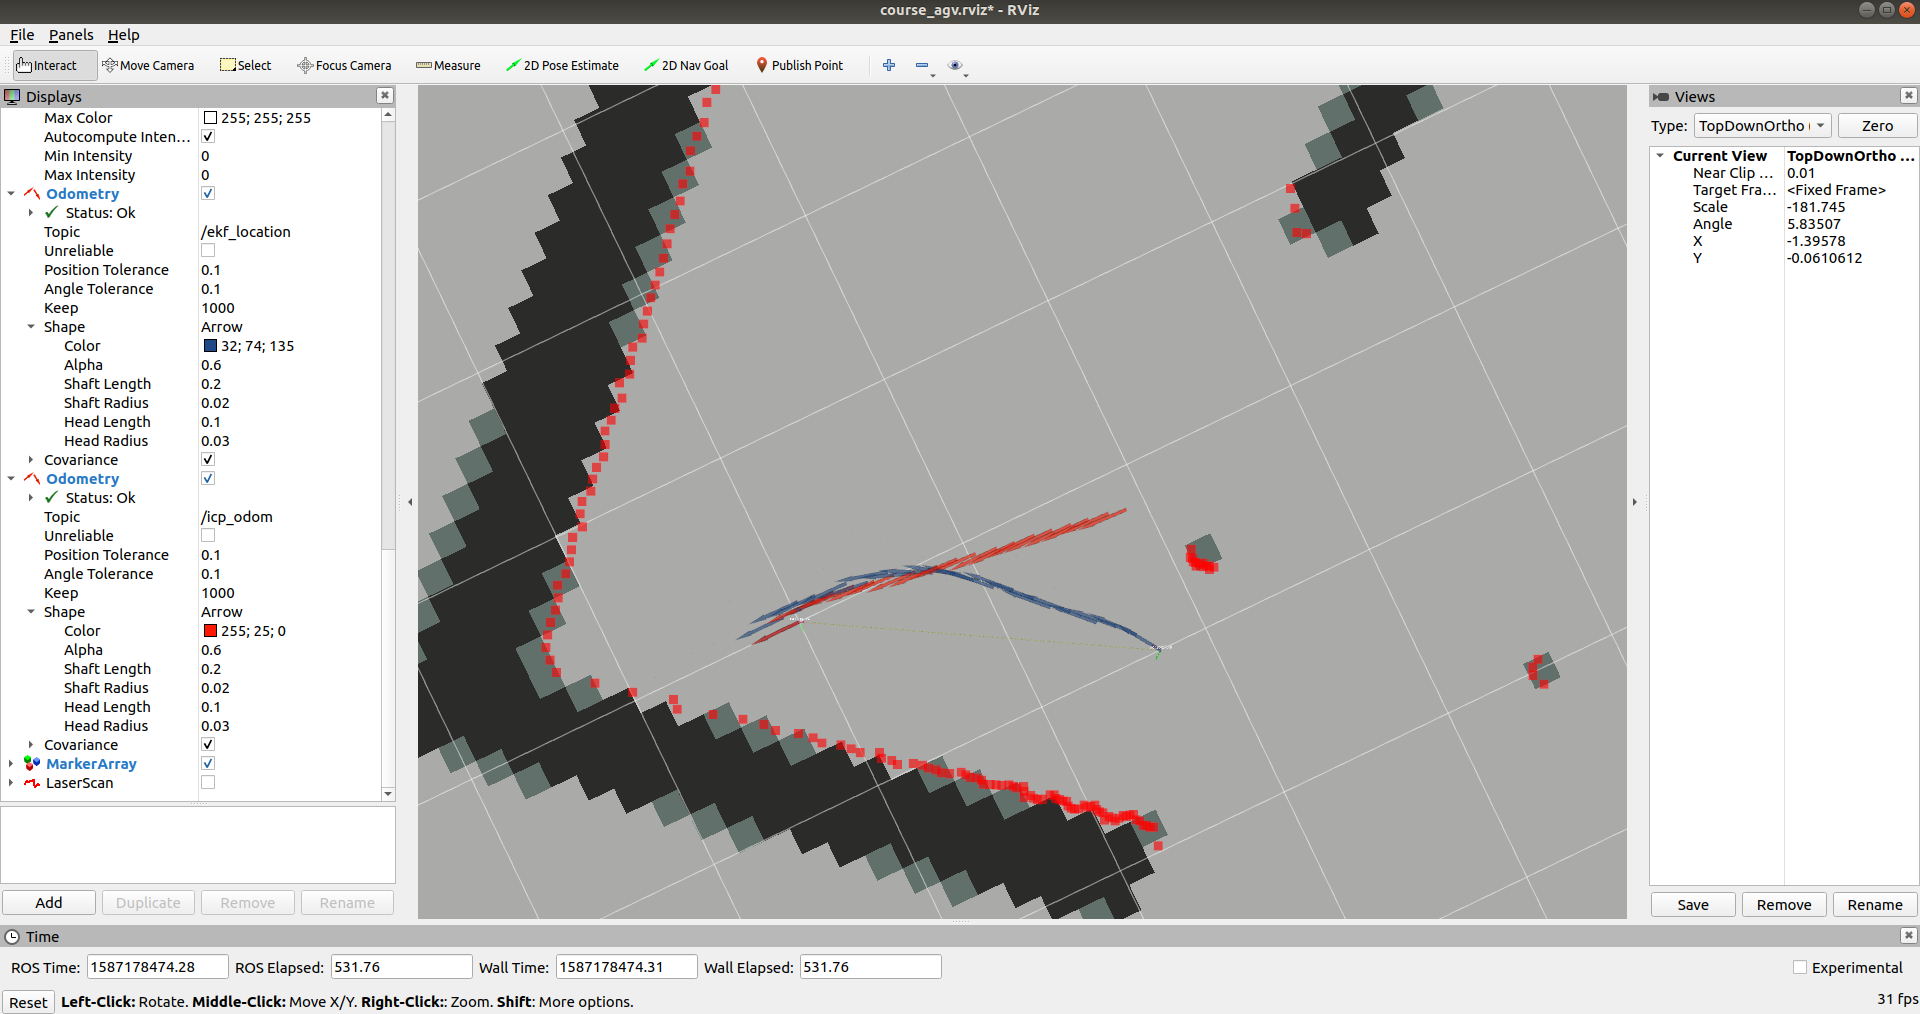 course_agv.rviz* - RViz
File Panels Help
Interact Move Camera Select Focus Camera Measure 2D Pose Estimate 2D Nav Goal Publish Point
Displays
Max Color 255; 255; 255
Autocompute Inten...
Min Intensity 0
Max Intensity 0
Odometry
Status: Ok
Topic /ekf_location
Unreliable
Position Tolerance 0.1
Angle Tolerance 0.1
Keep 1000
Shape Arrow
Color 32; 74; 135
Alpha 0.6
Shaft Length 0.2
Shaft Radius 0.02
Head Length 0.1
Head Radius 0.03
Covariance
Odometry
Status: Ok
Topic /icp_odom
Unreliable
Position Tolerance 0.1
Angle Tolerance 0.1
Keep 1000
Shape Arrow
Color 255; 25; 0
Alpha 0.6
Shaft Length 0.2
Shaft Radius 0.02
Head Length 0.1
Head Radius 0.03
Covariance
MarkerArray
LaserScan
Add Duplicate Remove Rename
Views
Type: TopDownOrtho ( Zero
Current View TopDownOrtho ...
Near Clip ... 0.01
Target Fra... <Fixed Frame>
Scale -181.745
Angle 5.83507
X -1.39578
Y -0.0610612
Save Remove Rename
Time
ROS Time: 1587178474.28 ROS Elapsed: 531.76 Wall Time: 1587178474.31 Wall Elapsed: 531.76 Experimental
Reset Left-Click: Rotate. Middle-Click: Move X/Y. Right-Click:: Zoom. Shift: More options. 31 fps